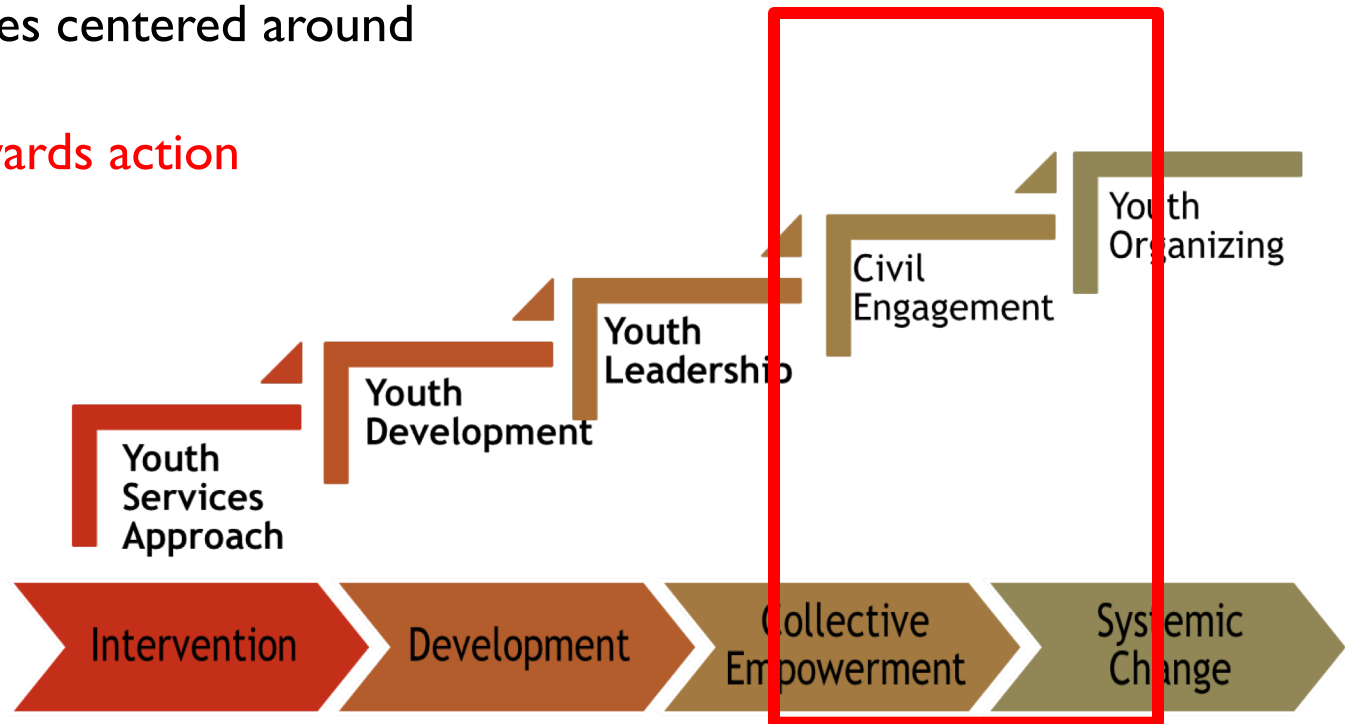 es centered around
wards action
Youth
Organizing
Civil
Engagement
Youth
Leadership
Youth
Development
Youth
Services
Approach
Intervention
Development
Collective
Empowerment
Systemic
Change